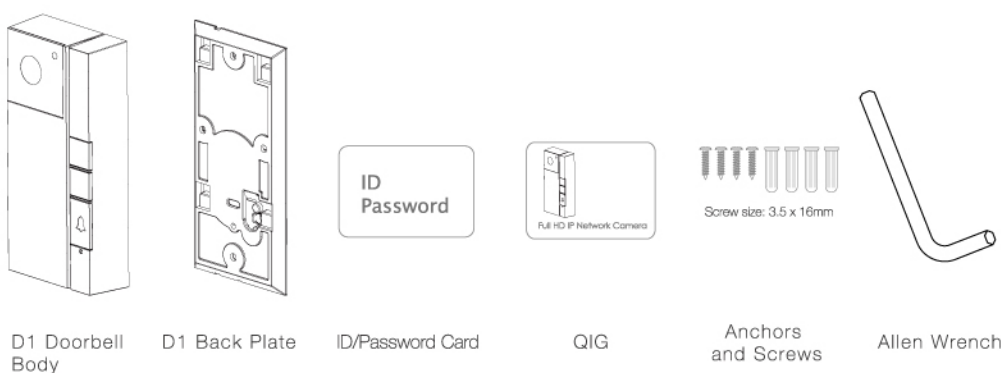 ID
Password
Full HD IP Network Camera
Screw size: 3.5 x 16mm
D1 Doorbell
Body
D1 Back Plate
ID/Password Card
QIG
Anchors
and Screws
Allen Wrench